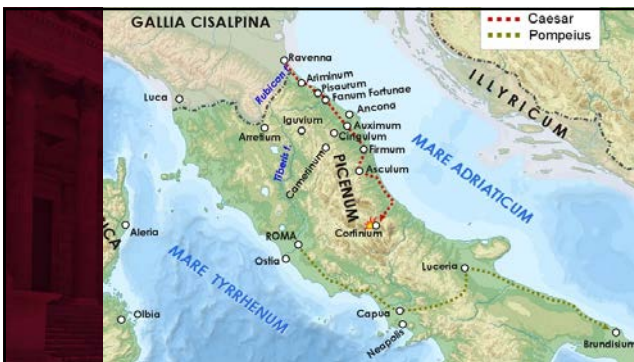 GALLIA CISALPINA
Caesar
Pompeius
Ravenna
Rubicon f.
Ariminum
Pisaurum
Fanum Fortunae
Luca
Ancona
Iguvium
Auximum
Arretium
Cingulum
Firmum
Tiberis f.
Camerinum
PICENUM
Asculum
ILLYRICUM
MARE ADRIATICUM
Corfinium
Aleria
ROMA
Ostia
MARE TYRRHENUM
Luceria
Capua
Neapolis
Olbia
Brundisium